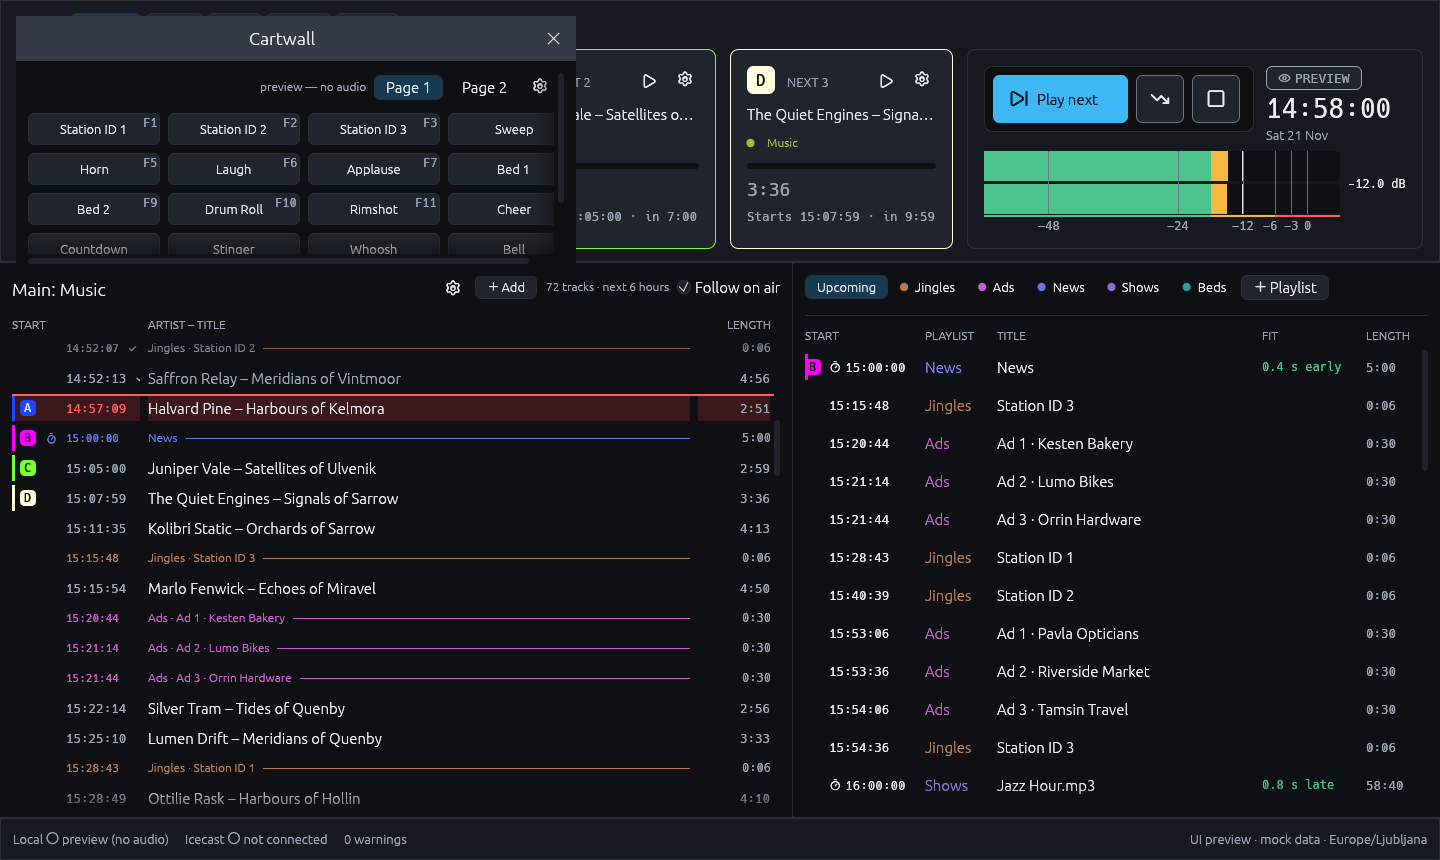 Cartwall
preview — no audio Page 1 Page 2
Station ID 1 F1 Station ID 2 F2 Station ID 3 F3 Sweep
Horn F5 Laugh F6 Applause F7 Bed 1
Bed 2 F9 Drum Roll F10 Rimshot F11 Cheer
Countdown Stinger Whoosh Bell
T 2
ale – Satellites o...
:05:00 · in 7:00
D NEXT 3
The Quiet Engines – Signa...
Music
3:36
Starts 15:07:59 · in 9:59
Play next
PREVIEW
14:58:00
Sat 21 Nov
-12.0 dB
-48 -24 -12 -6 -3 0
Main: Music + Add 72 tracks · next 6 hours Follow on air
START ARTIST – TITLE LENGTH
14:52:07 Jingles · Station ID 2 0:06
14:52:13 Saffron Relay – Meridians of Vintmoor 4:56
A 14:57:09 Halvard Pine – Harbours of Kelmora 2:51
B 15:00:00 News 5:00
C 15:05:00 Juniper Vale – Satellites of Ulvenik 2:59
D 15:07:59 The Quiet Engines – Signals of Sarrow 3:36
15:11:35 Kolibri Static – Orchards of Sarrow 4:13
15:15:48 Jingles · Station ID 3 0:06
15:15:54 Marlo Fenwick – Echoes of Miravel 4:50
15:20:44 Ads · Ad 1 · Kesten Bakery 0:30
15:21:14 Ads · Ad 2 · Lumo Bikes 0:30
15:21:44 Ads · Ad 3 · Orrin Hardware 0:30
15:22:14 Silver Tram – Tides of Quenby 2:56
15:25:10 Lumen Drift – Meridians of Quenby 3:33
15:28:43 Jingles · Station ID 1 0:06
15:28:49 Ottilie Rask – Harbours of Hollin 4:10
Upcoming Jingles Ads News Shows Beds + Playlist
START PLAYLIST TITLE FIT LENGTH
B 15:00:00 News News 0.4 s early 5:00
15:15:48 Jingles Station ID 3 0:06
15:20:44 Ads Ad 1 · Kesten Bakery 0:30
15:21:14 Ads Ad 2 · Lumo Bikes 0:30
15:21:44 Ads Ad 3 · Orrin Hardware 0:30
15:28:43 Jingles Station ID 1 0:06
15:40:39 Jingles Station ID 2 0:06
15:53:06 Ads Ad 1 · Pavla Opticians 0:30
15:53:36 Ads Ad 2 · Riverside Market 0:30
15:54:06 Ads Ad 3 · Tamsin Travel 0:30
15:54:36 Jingles Station ID 3 0:06
16:00:00 Shows Jazz Hour.mp3 0.8 s late 58:40
Local preview (no audio) Icecast not connected 0 warnings
UI preview · mock data · Europe/Ljubljana